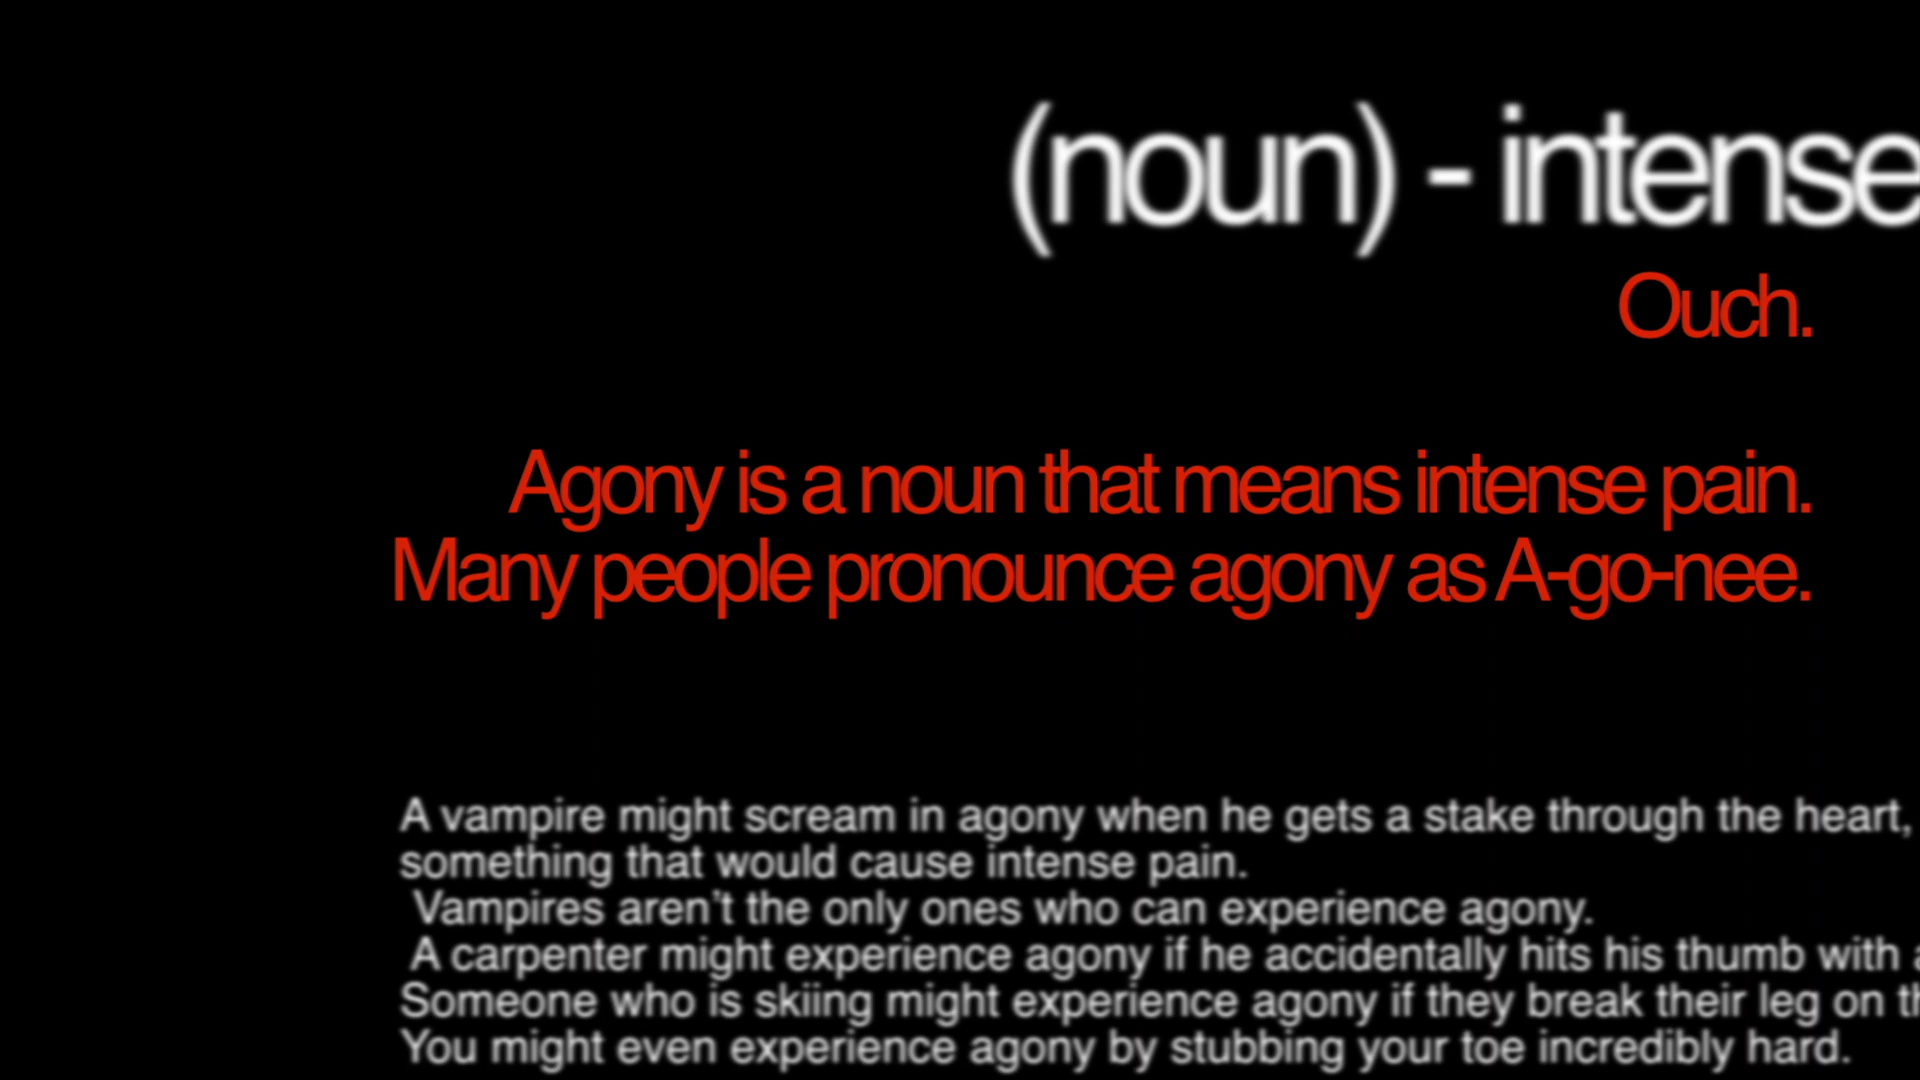 (noun) - intense
Ouch.
Agony is a noun that means intense pain.
Many people pronounce agony as A-go-nee.
A vampire might scream in agony when he gets a stake through the heart,
something that would cause intense pain.
Vampires aren't the only ones who can experience agony.
A carpenter might experience agony if he accidentally hits his thumb with
Someone who is skiing might experience agony if they break their leg on
You might even experience agony by stubbing your toe incredibly hard.